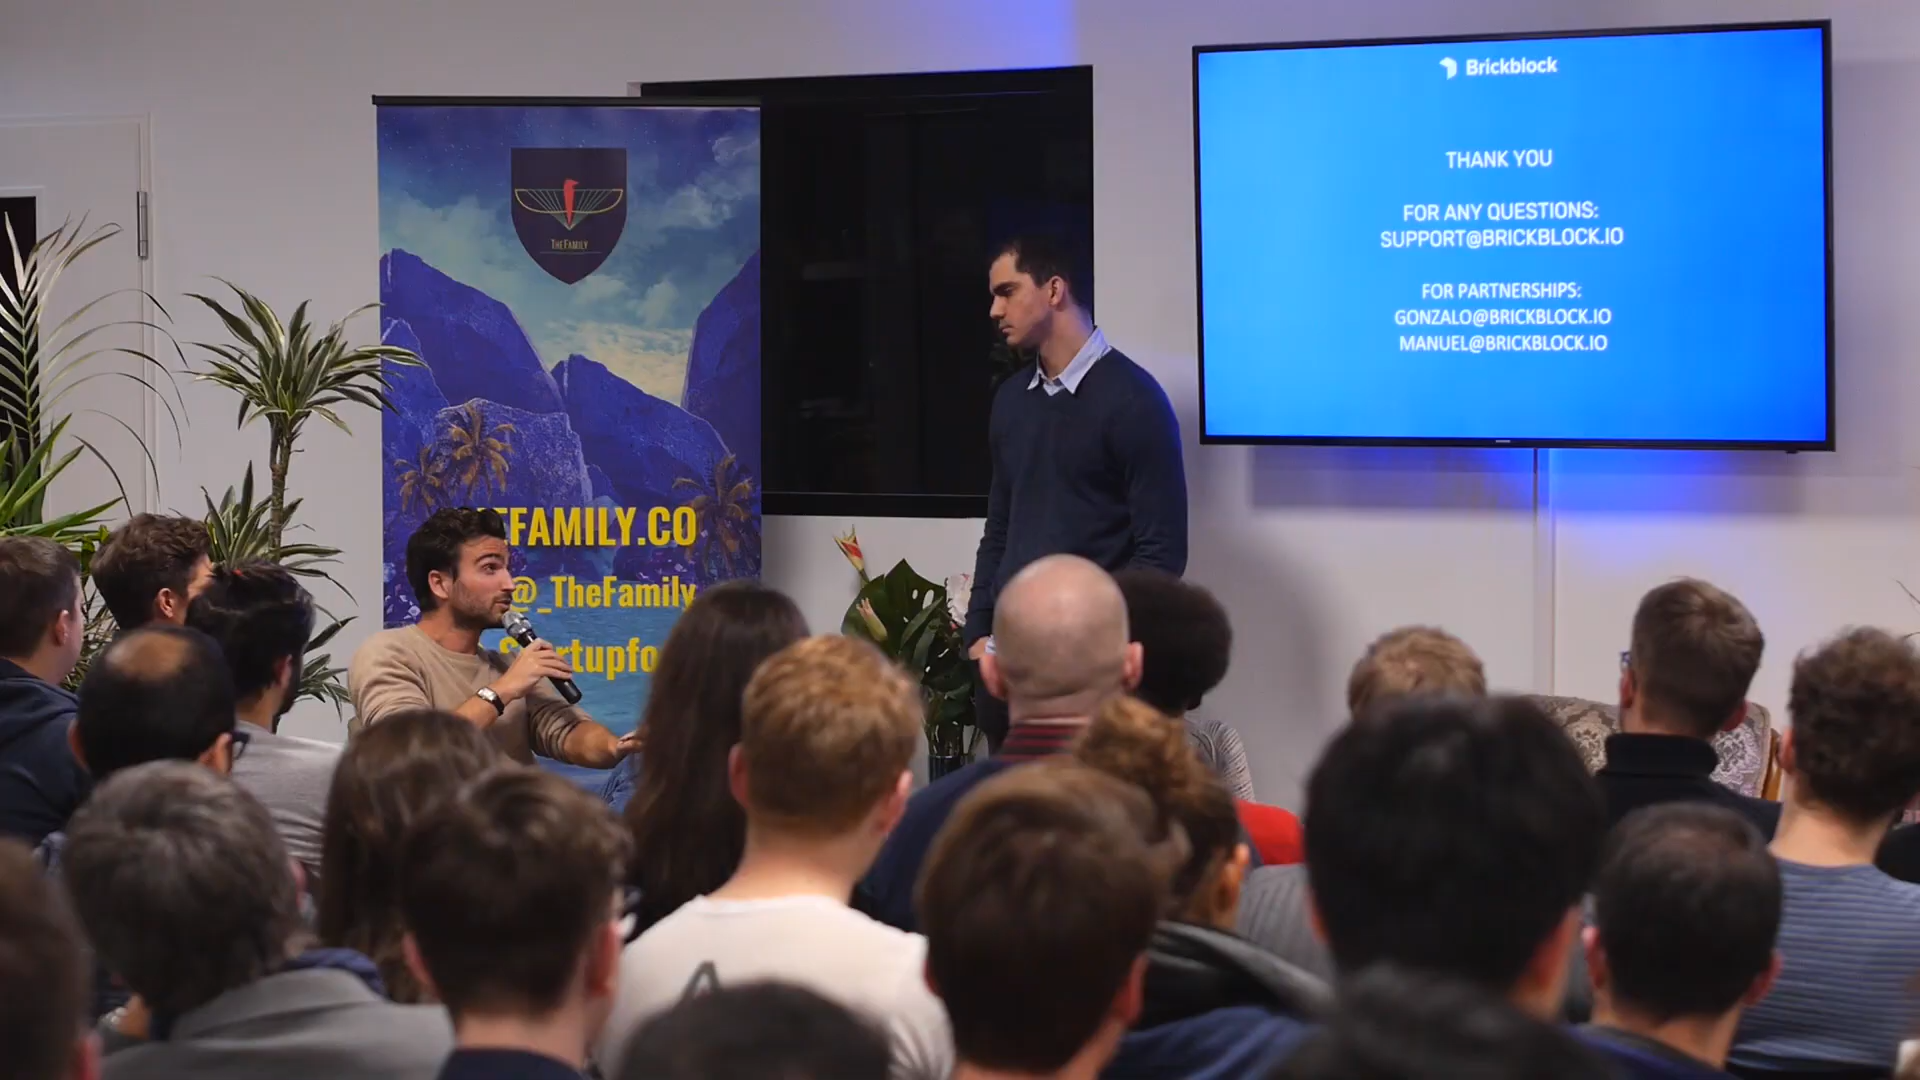 THEFAMILY
EFAMILY.CO
@_TheFamily
Brickblock
THANK YOU
FOR ANY QUESTIONS:
SUPPORT@BRICKBLOCK.IO
FOR PARTNERSHIPS:
GONZALO@BRICKBLOCK.IO
MANUEL@BRICKBLOCK.IO